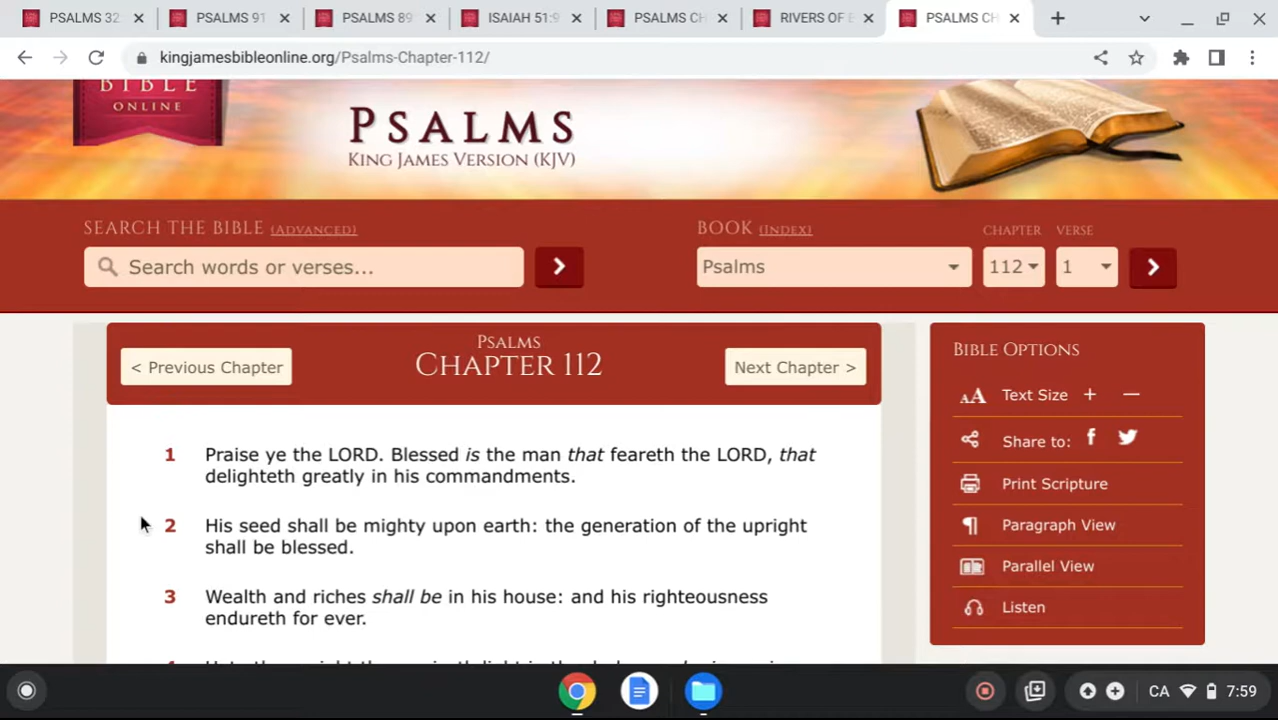 PSALMS 32
PSALMS 91
PSALMS 89
ISAIAH 51:9
PSALMS CH
RIVERS OF
PSALMS CH
kingjamesbibleonline.org/Psalms-Chapter-112/
BIBLE
ONLINE
PSALMS
KING JAMES VERSION (KJV)
SEARCH THE BIBLE (ADVANCED)
BOOK (INDEX)
CHAPTER
VERSE
Search words or verses...
Psalms
112
1
PSALMS
CHAPTER 112
< Previous Chapter
Next Chapter >
1 Praise ye the LORD. Blessed is the man that feareth the LORD, that
delighteth greatly in his commandments.
2 His seed shall be mighty upon earth: the generation of the upright
shall be blessed.
3 Wealth and riches shall be in his house: and his righteousness
endureth for ever.
BIBLE OPTIONS
AA Text Size + —
Share to:
Print Scripture
Paragraph View
Parallel View
Listen
CA
7:59